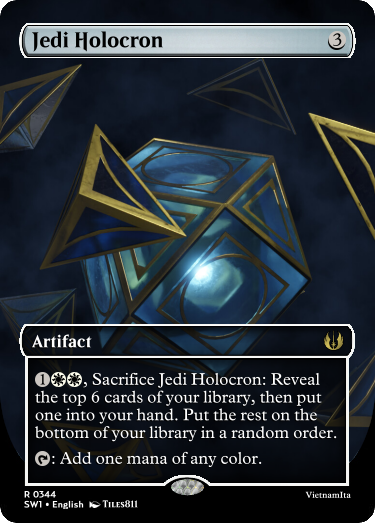 Jedi Holocron 3
Artifact
1, Sacrifice Jedi Holocron: Reveal
the top 6 cards of your library, then put
one into your hand. Put the rest on the
bottom of your library in a random order.
: Add one mana of any color.
R 0344
SW1 • English Tiles811
VietnamIta